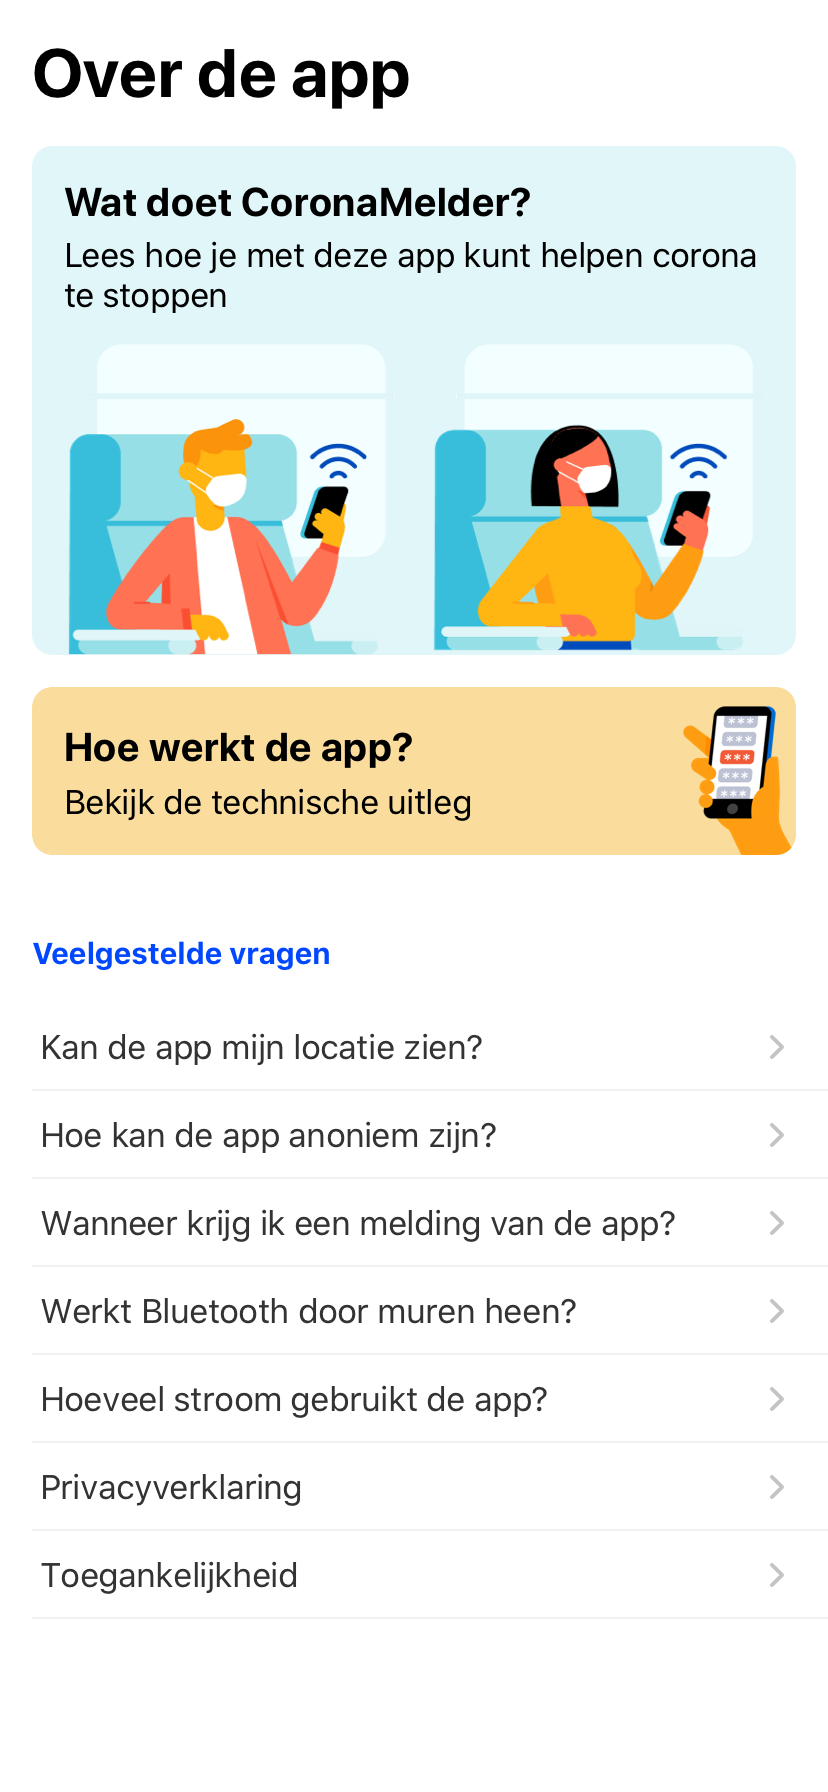 Over de app
Wat doet CoronaMelder?
Lees hoe je met deze app kunt helpen corona
te stoppen
Hoe werkt de app?
Bekijk de technische uitleg
***
***
***
***
***
Veelgestelde vragen
Kan de app mijn locatie zien?
Hoe kan de app anoniem zijn?
Wanneer krijg ik een melding van de app?
Werkt Bluetooth door muren heen?
Hoeveel stroom gebruikt de app?
Privacyverklaring
Toegankelijkheid